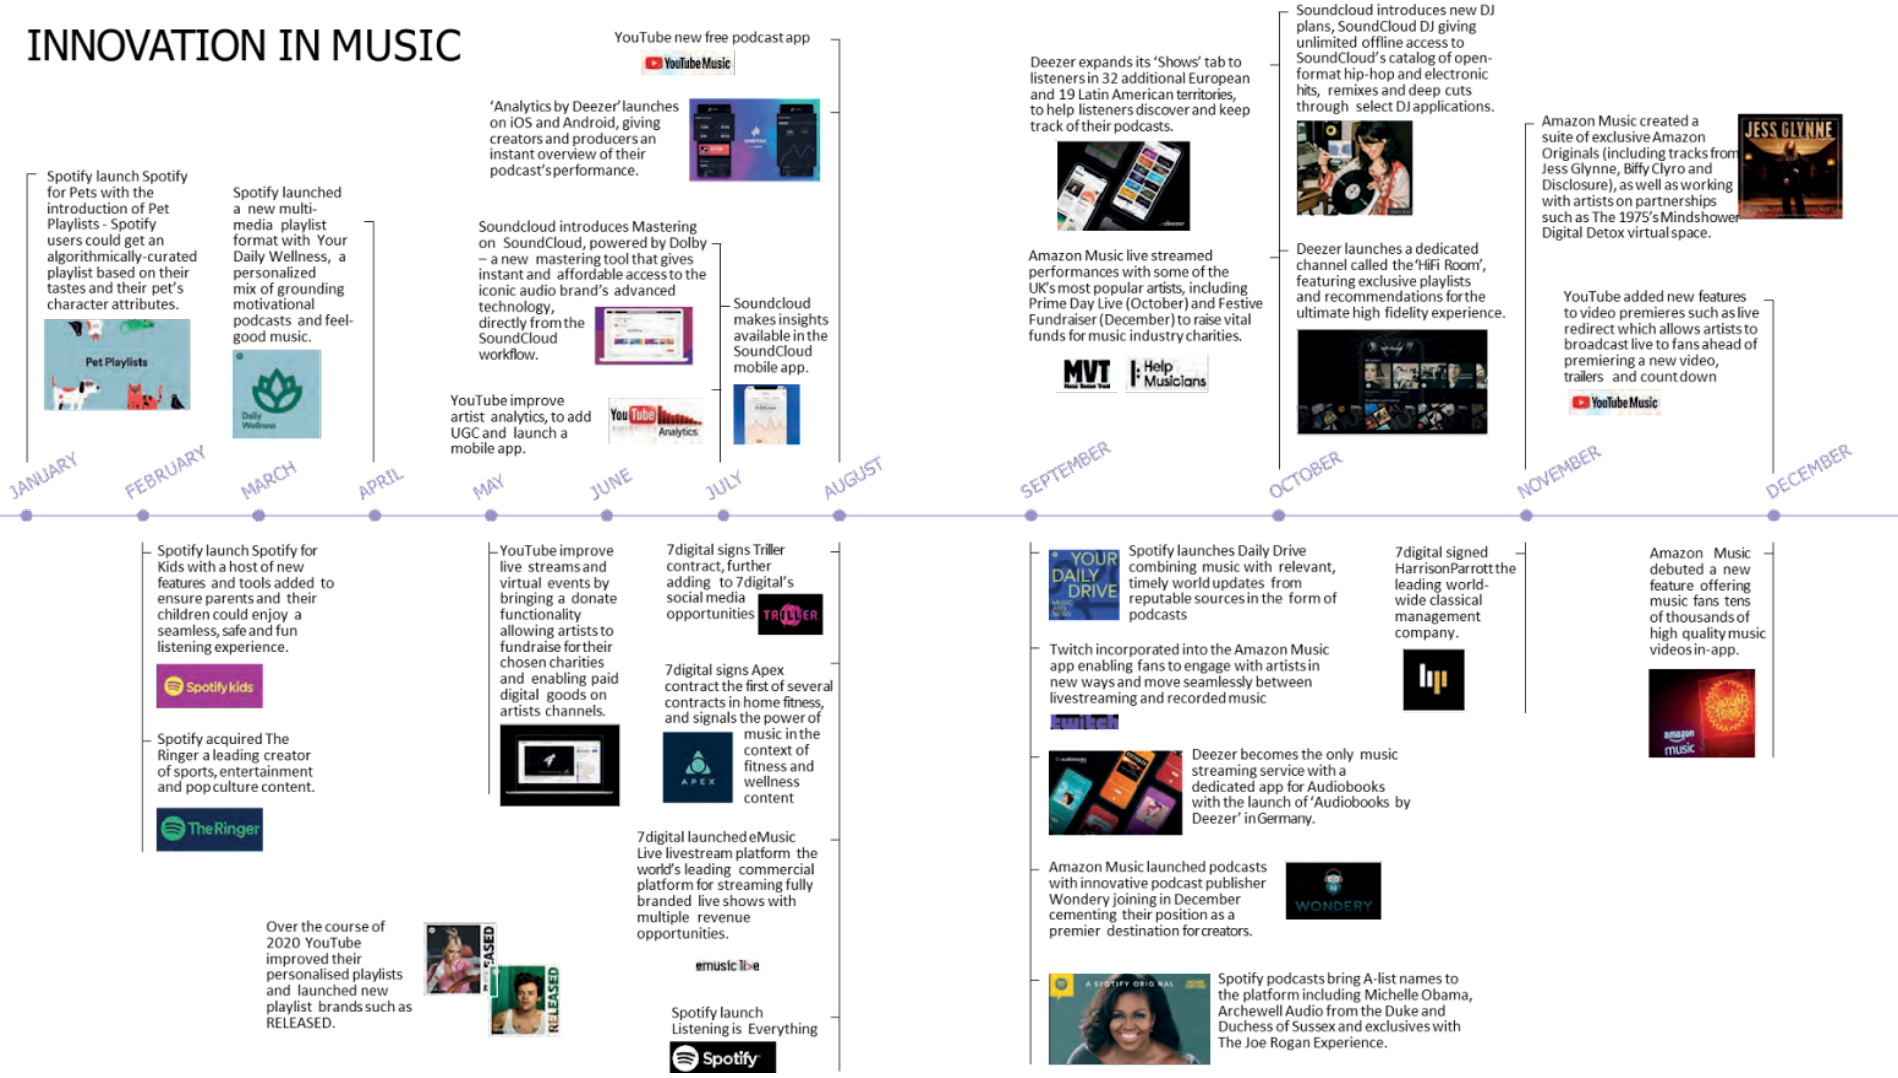 INNOVATION IN MUSIC
Spotify launch Spotify
for Pets with the
introduction of Pet
Playlists - Spotify
users could get an
algorithmically-curated
playlist based on their
tastes and their pet's
character attributes.
Pet Playlists
Spotify launched
a new multi-
media playlist
format with Your
Daily Wellness, a
personalized
mix of grounding
motivational
podcasts and feel-
good music.
Daily
Wellness
YouTube new free podcast app
YouTube Music
'Analytics by Deezer' launches
on iOS and Android, giving
creators and producers an
instant overview of their
podcast's performance.
Soundcloud introduces Mastering
on SoundCloud, powered by Dolby
– a new mastering tool that gives
instant and affordable access to the
iconic audio brand's advanced
technology,
directly from the
SoundCloud
workflow.
Soundcloud
makes insights
available in the
SoundCloud
mobile app.
YouTube improve
artist analytics, to add
UGC and launch a
mobile app.
YouTube
Analytics
Deezer expands its 'Shows' tab to
listeners in 32 additional European
and 19 Latin American territories,
to help listeners discover and keep
track of their podcasts.
Amazon Music live streamed
performances with some of the
UK's most popular artists, including
Prime Day Live (October) and Festive
Fundraiser (December) to raise vital
funds for music industry charities.
MVT
Music Venue Trust
Help
Musicians
Soundcloud introduces new DJ
plans, SoundCloud DJ giving
unlimited offline access to
SoundCloud's catalog of open-
format hip-hop and electronic
hits, remixes and deep cuts
through select DJ applications.
Deezer launches a dedicated
channel called the 'HiFi Room',
featuring exclusive playlists
and recommendations for the
ultimate high fidelity experience.
Amazon Music created a
suite of exclusive Amazon
Originals (including tracks from
Jess Glynne, Biffy Clyro and
Disclosure), as well as working
with artists on partnerships
such as The 1975's Mindshower
Digital Detox virtual space.
JESS GLYNNE
YouTube added new features
to video premieres such as live
redirect which allows artists to
broadcast live to fans ahead of
premiering a new video,
trailers and count down
YouTube Music
JANUARY
FEBRUARY
MARCH
APRIL
MAY
JUNE
JULY
AUGUST
SEPTEMBER
OCTOBER
NOVEMBER
DECEMBER
Spotify launch Spotify for
Kids with a host of new
features and tools added to
ensure parents and their
children could enjoy a
seamless, safe and fun
listening experience.
Spotify kids
Spotify acquired The
Ringer a leading creator
of sports, entertainment
and pop culture content.
The Ringer
Over the course of
2020 YouTube
improved their
personalised playlists
and launched new
playlist brands such as
RELEASED.
RELEASED
YouTube improve
live streams and
virtual events by
bringing a donate
functionality
allowing artists to
fundraise for their
chosen charities
and enabling paid
digital goods on
artists channels.
7digital signs Triller
contract, further
adding to 7digital's
social media
opportunities
TRILLER
7digital signs Apex
contract the first of several
contracts in home fitness,
and signals the power of
music in the
context of
fitness and
wellness
content
APEX
7digital launched eMusic
Live livestream platform the
world's leading commercial
platform for streaming fully
branded live shows with
multiple revenue
opportunities.
emusic live
Spotify launch
Listening is Everything
Spotify
YOUR
DAILY
DRIVE
MUSIC
AND
NEWS
Spotify launches Daily Drive
combining music with relevant,
timely world updates from
reputable sources in the form of
podcasts
Twitch incorporated into the Amazon Music
app enabling fans to engage with artists in
new ways and move seamlessly between
livestreaming and recorded music
twitch
Deezer becomes the only music
streaming service with a
dedicated app for Audiobooks
with the launch of 'Audiobooks by
Deezer' in Germany.
Amazon Music launched podcasts
with innovative podcast publisher
Wondery joining in December
cementing their position as a
premier destination for creators.
WONDERY
A SPOTIFY ORIGINAL
Spotify podcasts bring A-list names to
the platform including Michelle Obama,
Archewell Audio from the Duke and
Duchess of Sussex and exclusives with
The Joe Rogan Experience.
7digital signed
HarrisonParrott the
leading world-
wide classical
management
company.
Amazon Music
debuted a new
feature offering
music fans tens
of thousands of
high quality music
videos in-app.
amazon
music